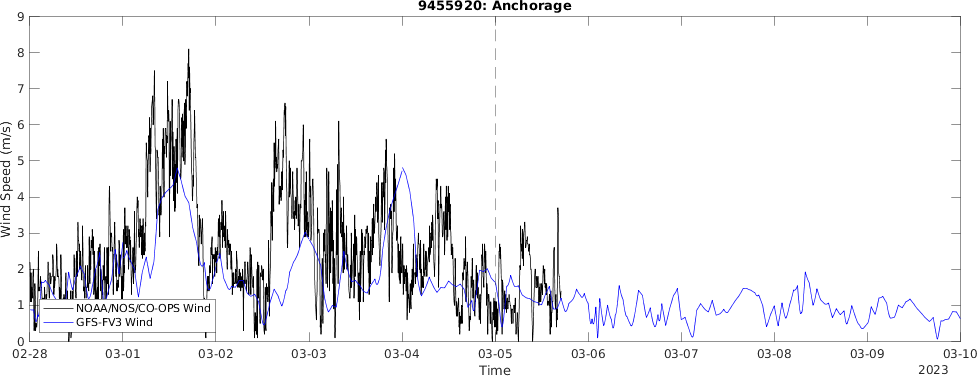 9455920: Anchorage
Wind Speed (m/s)
9
8
7
6
5
4
3
2
1
0
NOAA/NOS/CO-OPS Wind
GFS-FV3 Wind
02-28 03-01 03-02 03-03 03-04 03-05 03-06 03-07 03-08 03-09 03-10
Time
2023